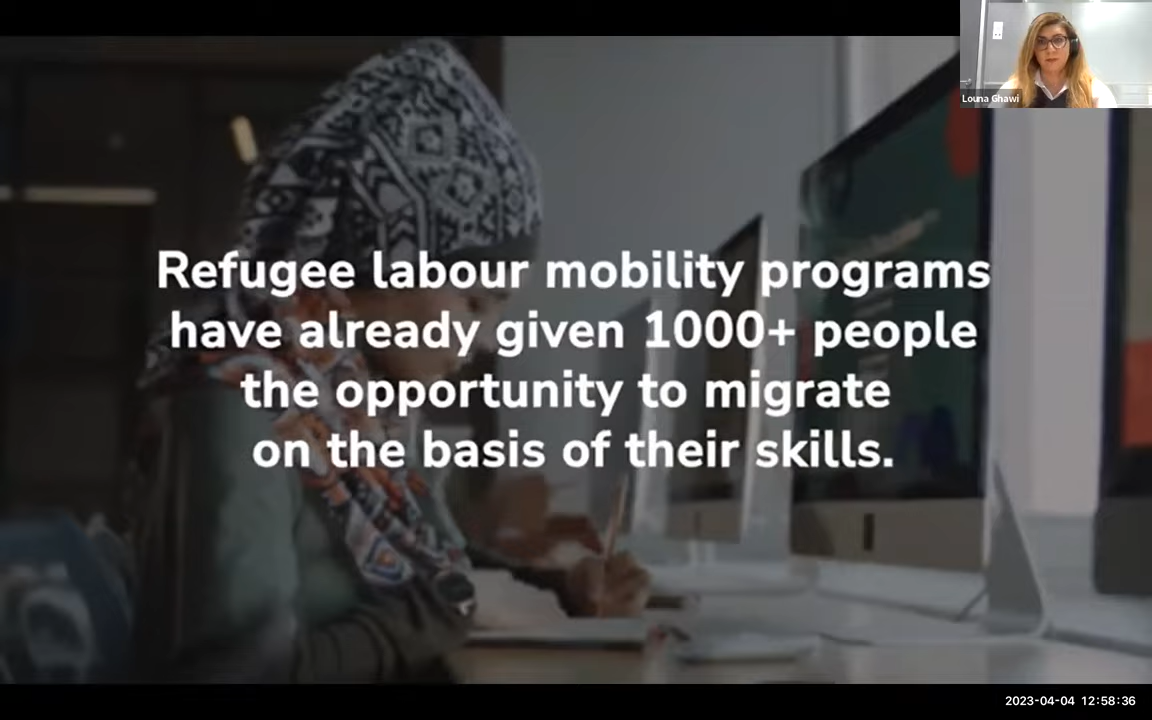 Louna Ghawi
Refugee labour mobility programs
have already given 1000+ people
the opportunity to migrate
on the basis of their skills.
2023-04-04 12:58:36